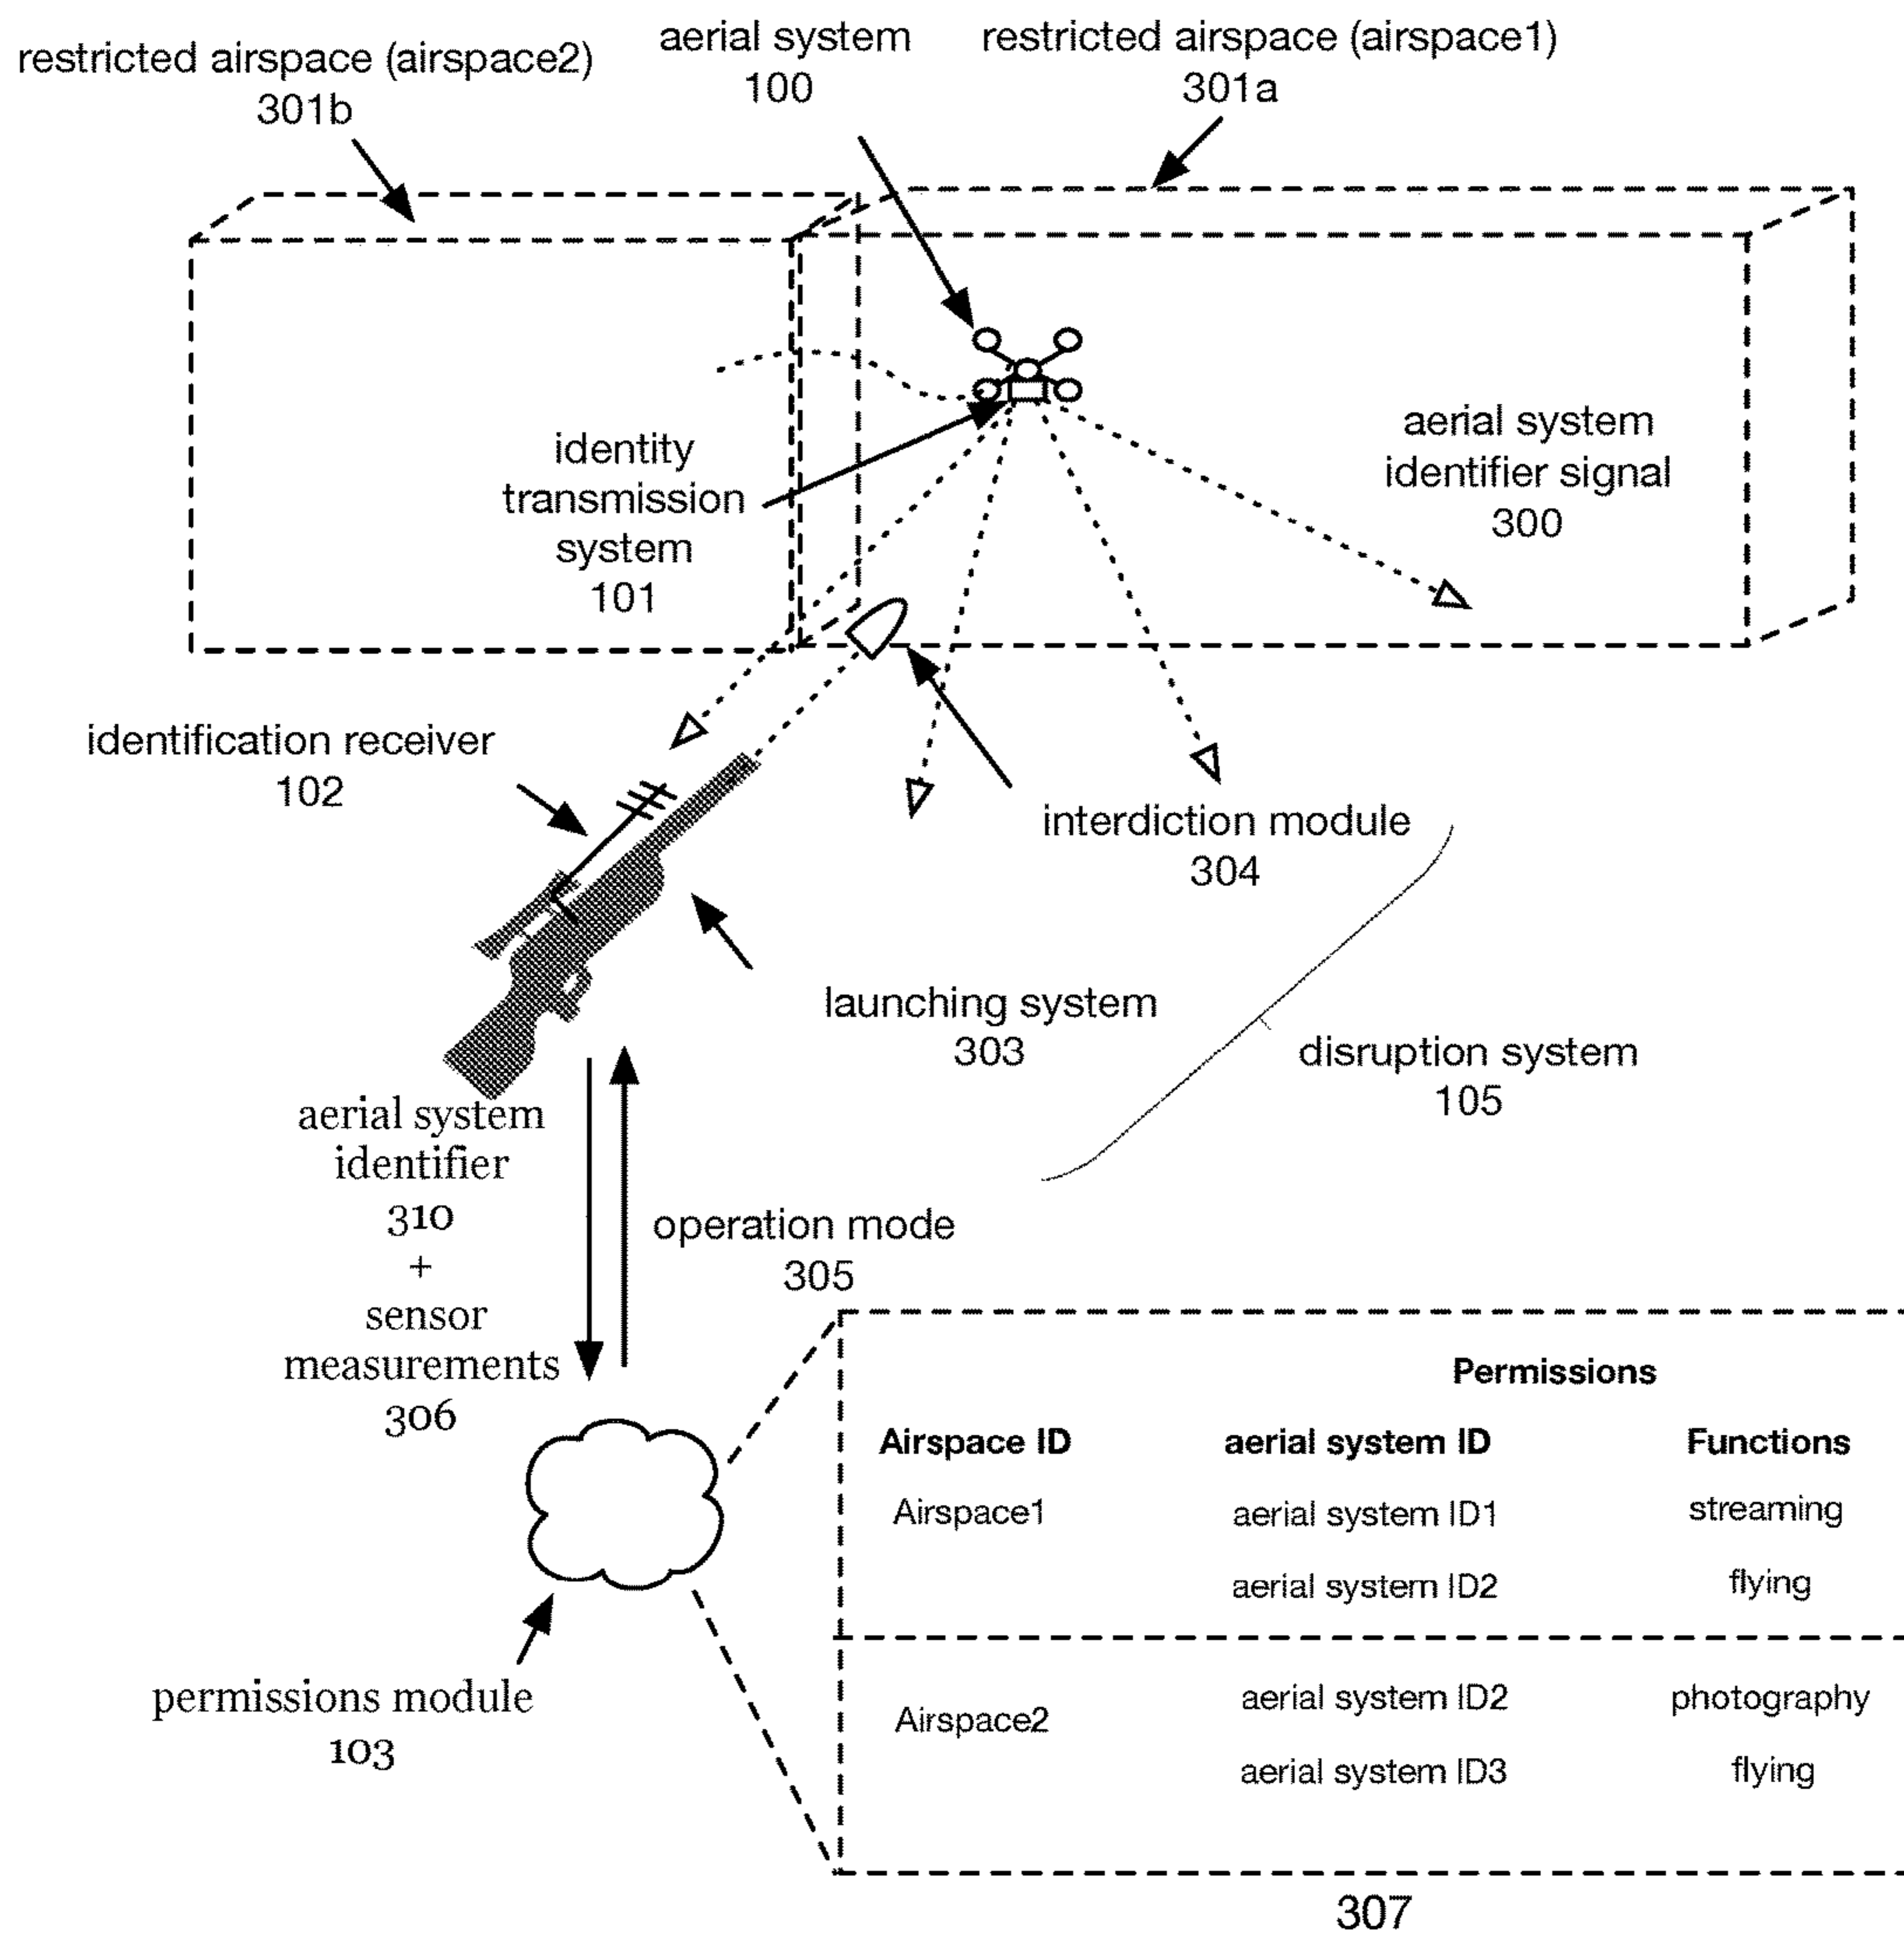 restricted airspace (airspace2)
301b
aerial system
100
restricted airspace (airspace1)
301a
identity
transmission
system
101
aerial system
identifier signal
300
identification receiver
102
interdiction module
304
launching system
303
disruption system
105
aerial system
identifier
310
+
sensor
measurements
306
operation mode
305
permissions module
103
Permissions
Airspace ID aerial system ID Functions
Airspace1 aerial system ID1 streaming
aerial system ID2 flying
Airspace2 aerial system ID2 photography
aerial system ID3 flying
307